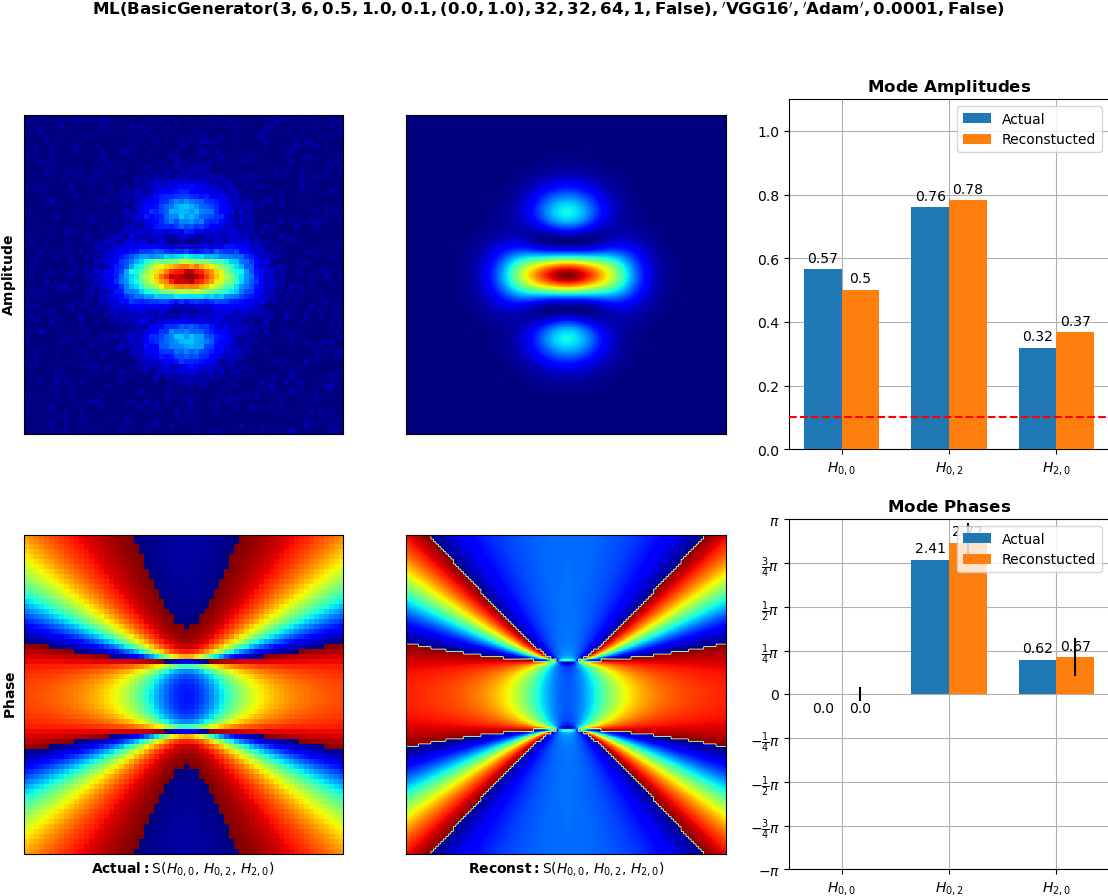 ML(BasicGenerator(3, 6, 0.5, 1.0, 0.1, (0.0, 1.0), 32, 32, 64, 1, False), ′VGG16′, ′Adam′, 0.0001, False)
Amplitude
Mode Amplitudes
Actual
Reconstucted
1.0
0.8
0.6
0.4
0.2
0.0
0.57
0.5
0.76
0.78
0.32
0.37
H0,0
H0,2
H2,0
Phase
Actual: S(H0,0, H0,2, H2,0)
Reconst: S(H0,0, H0,2, H2,0)
Mode Phases
Actual
Reconstucted
π
3/4π
1/2π
1/4π
0
−1/4π
−1/2π
−3/4π
−π
0.0
0.0
2.41
2.72
0.62
0.67
H0,0
H0,2
H2,0